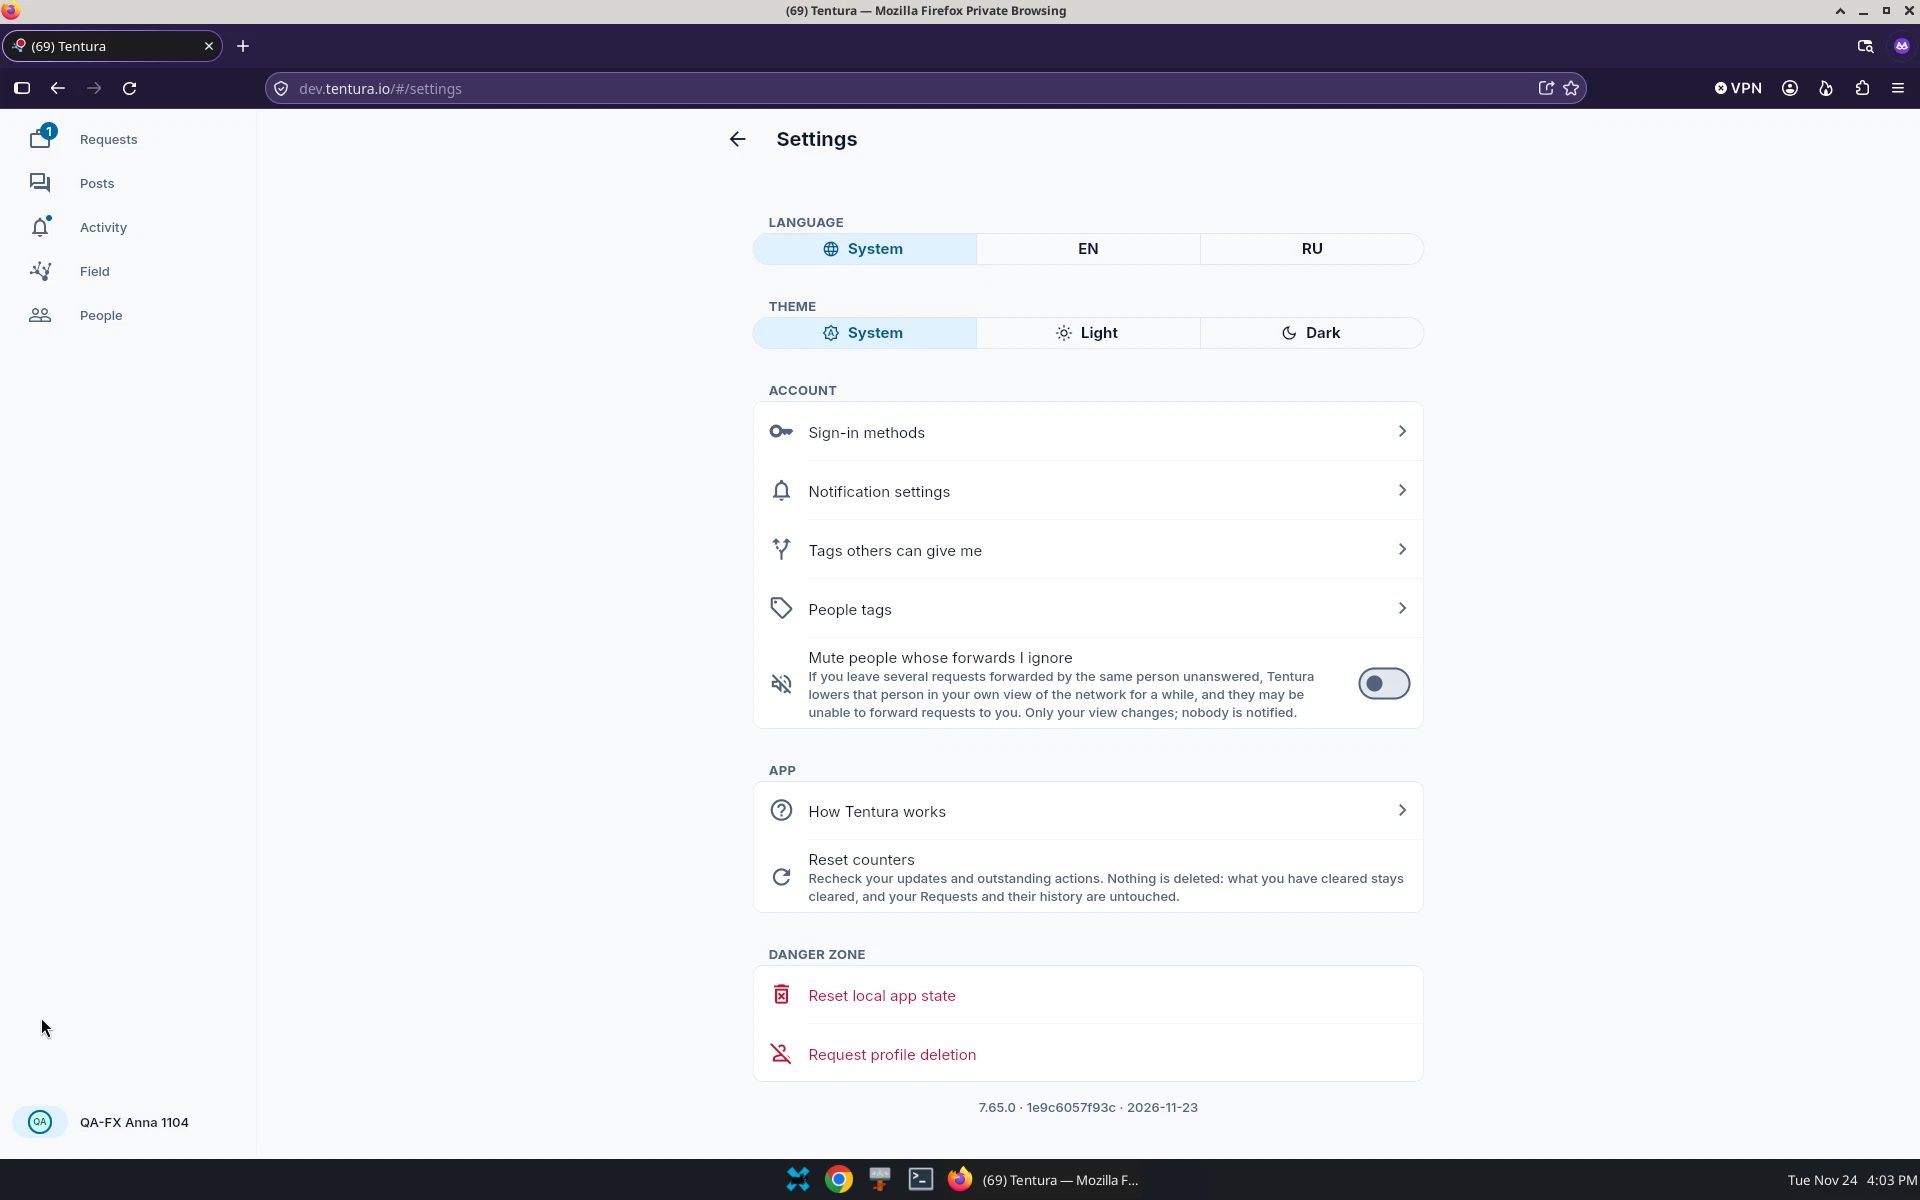 (69) Tentura — Mozilla Firefox Private Browsing
(69) Tentura
dev.tentura.io/#/settings
VPN
1
Requests
Posts
Activity
Field
People
Settings
LANGUAGE
System
EN
RU
THEME
System
Light
Dark
ACCOUNT
Sign-in methods
Notification settings
Tags others can give me
People tags
Mute people whose forwards I ignore
If you leave several requests forwarded by the same person unanswered, Tentura
lowers that person in your own view of the network for a while, and they may be
unable to forward requests to you. Only your view changes; nobody is notified.
APP
How Tentura works
Reset counters
Recheck your updates and outstanding actions. Nothing is deleted: what you have cleared stays
cleared, and your Requests and their history are untouched.
DANGER ZONE
Reset local app state
Request profile deletion
7.65.0 · 1e9c6057f93c · 2026-11-23
QA
QA-FX Anna 1104
(69) Tentura — Mozilla F...
Tue Nov 24 4:03 PM